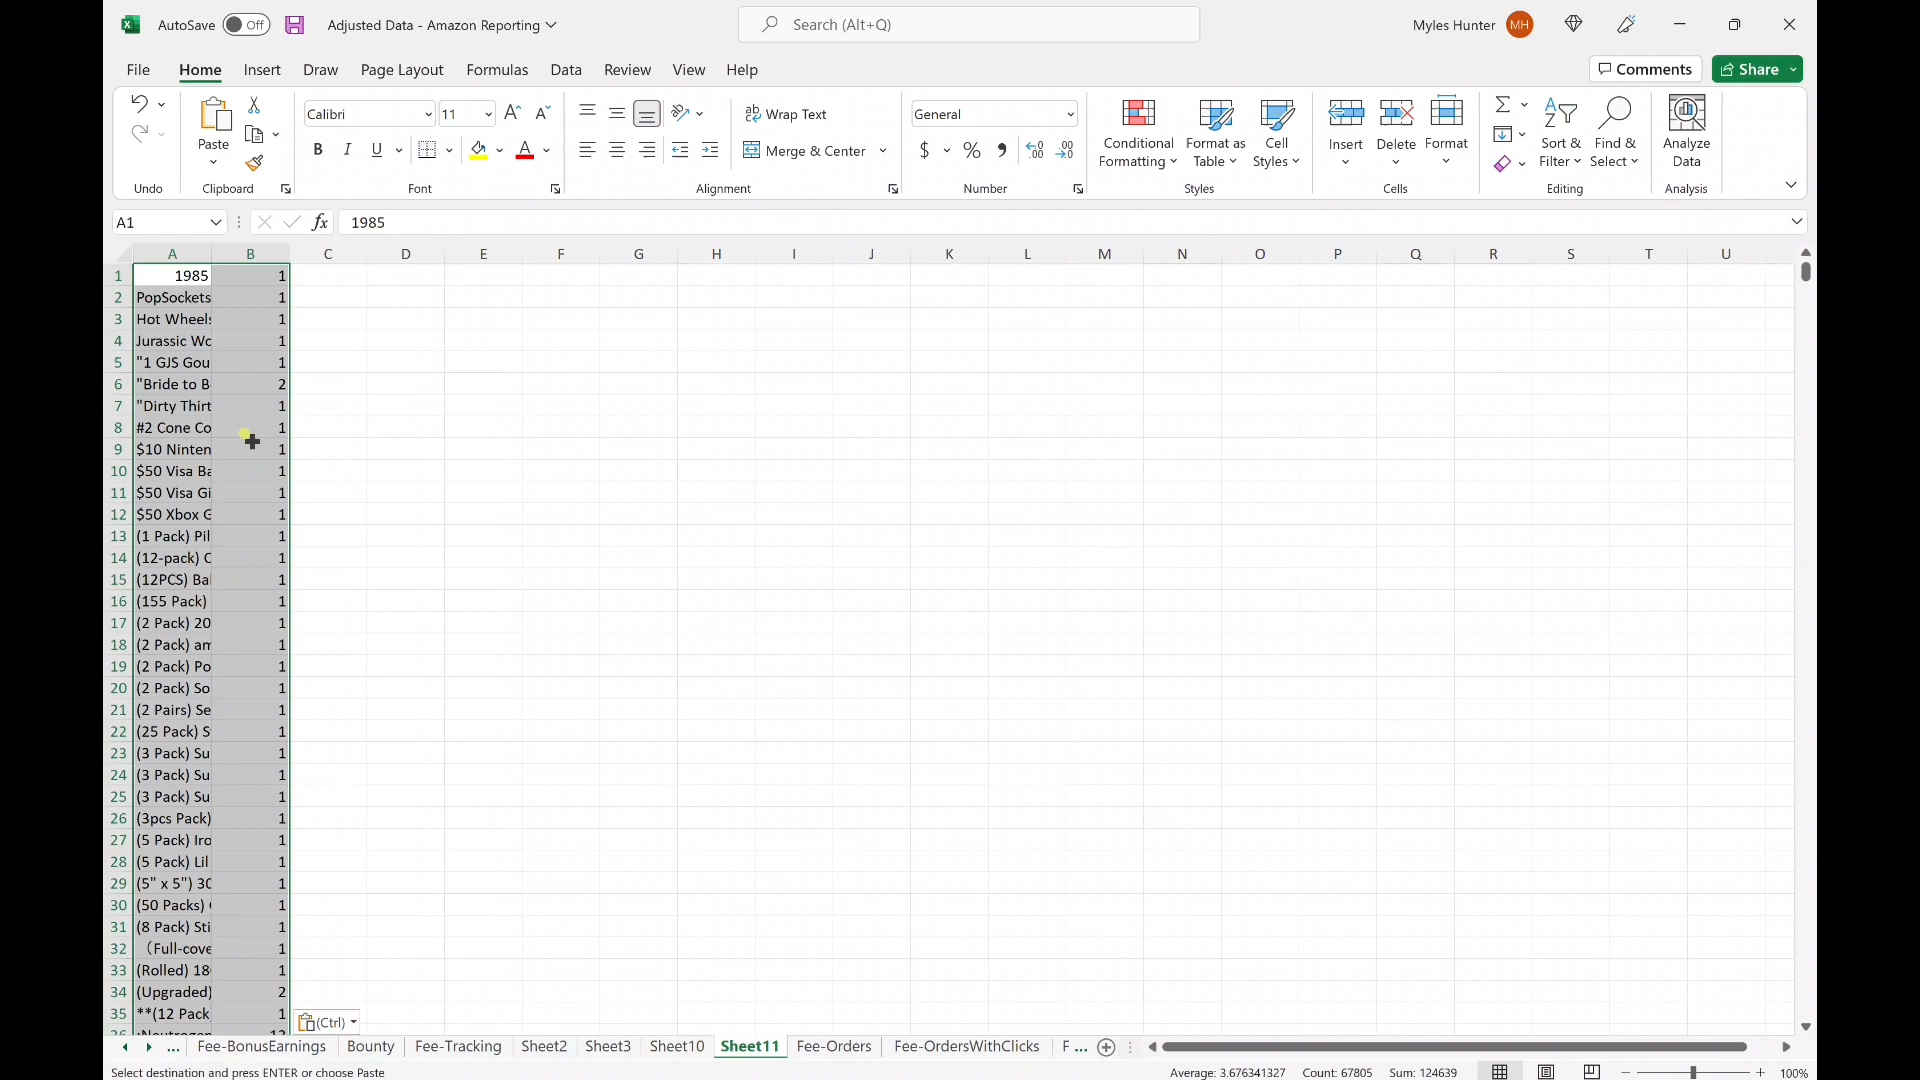 AutoSave Off Adjusted Data - Amazon Reporting Search (Alt+Q) Myles Hunter MH
File Home Insert Draw Page Layout Formulas Data Review View Help Comments Share
Paste Calibri 11 Wrap Text General Conditional Formatting Format as Table Cell Styles Insert Delete Format Sort & Filter Find & Select Analyze Data
B I U A Merge & Center $ % 9
Undo Clipboard Font Alignment Number Styles Cells Editing Analysis
A1 fx 1985
A B C D E F G H I J K L M N O P Q R S T U
1 1985 1
2 PopSockets 1
3 Hot Wheels 1
4 Jurassic Wo 1
5 "1 GJS Gou 1
6 "Bride to B 2
7 "Dirty Thirt 1
8 #2 Cone Co 1
9 $10 Ninten 1
10 $50 Visa Ba 1
11 $50 Visa Gi 1
12 $50 Xbox G 1
13 (1 Pack) Pil 1
14 (12-pack) C 1
15 (12PCS) Bal 1
16 (155 Pack) 1
17 (2 Pack) 20 1
18 (2 Pack) am 1
19 (2 Pack) Po 1
20 (2 Pack) So 1
21 (2 Pairs) Se 1
22 (25 Pack) S 1
23 (3 Pack) Su 1
24 (3 Pack) Su 1
25 (3 Pack) Su 1
26 (3pcs Pack) 1
27 (5 Pack) Iro 1
28 (5 Pack) Lil 1
29 (5" x 5") 30 1
30 (50 Packs) 1
31 (8 Pack) Sti 1
32 （Full-cove 1
33 (Rolled) 18 1
34 (Upgraded) 2
35 **(12 Pack 1
(Ctrl)
... Fee-BonusEarnings Bounty Fee-Tracking Sheet2 Sheet3 Sheet10 Sheet11 Fee-Orders Fee-OrdersWithClicks F ...
Select destination and press ENTER or choose Paste Average: 3.676341327 Count: 67805 Sum: 124639 100%